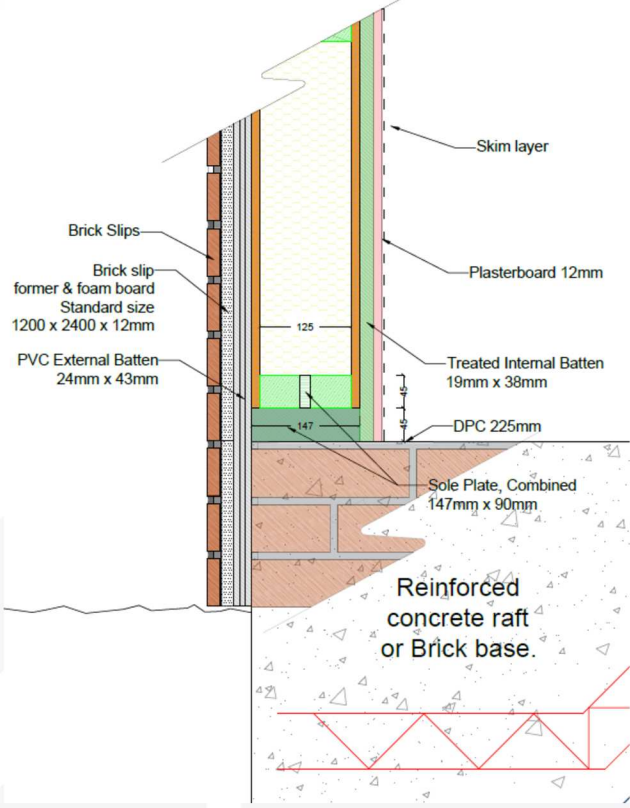 Skim layer
Brick Slips
Brick slip
former & foam board
Standard size
1200 x 2400 x 12mm
Plasterboard 12mm
125
PVC External Batten
24mm x 43mm
Treated Internal Batten
19mm x 38mm
45
45
147
DPC 225mm
Sole Plate, Combined
147mm x 90mm
Reinforced
concrete raft
or Brick base.